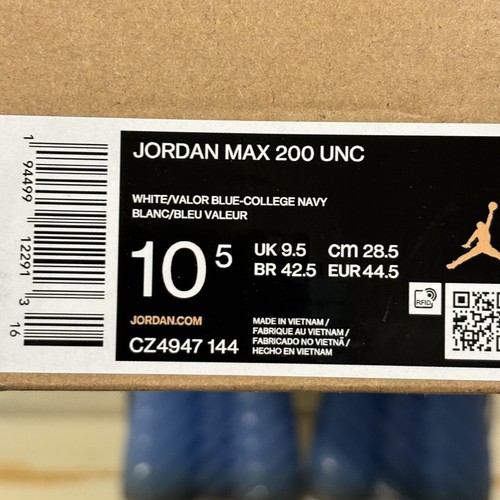 JORDAN MAX 200 UNC
WHITE/VALOR BLUE-COLLEGE NAVY
BLANC/BLEU VALEUR
10 5
UK 9.5 cm 28.5
BR 42.5 EUR 44.5
RFID
JORDAN.COM
CZ4947 144
MADE IN VIETNAM /
FABRIQUE AU VIETNAM /
FABRICADO NO VIETNÃ /
HECHO EN VIETNAM
1 94499 12291 3
16